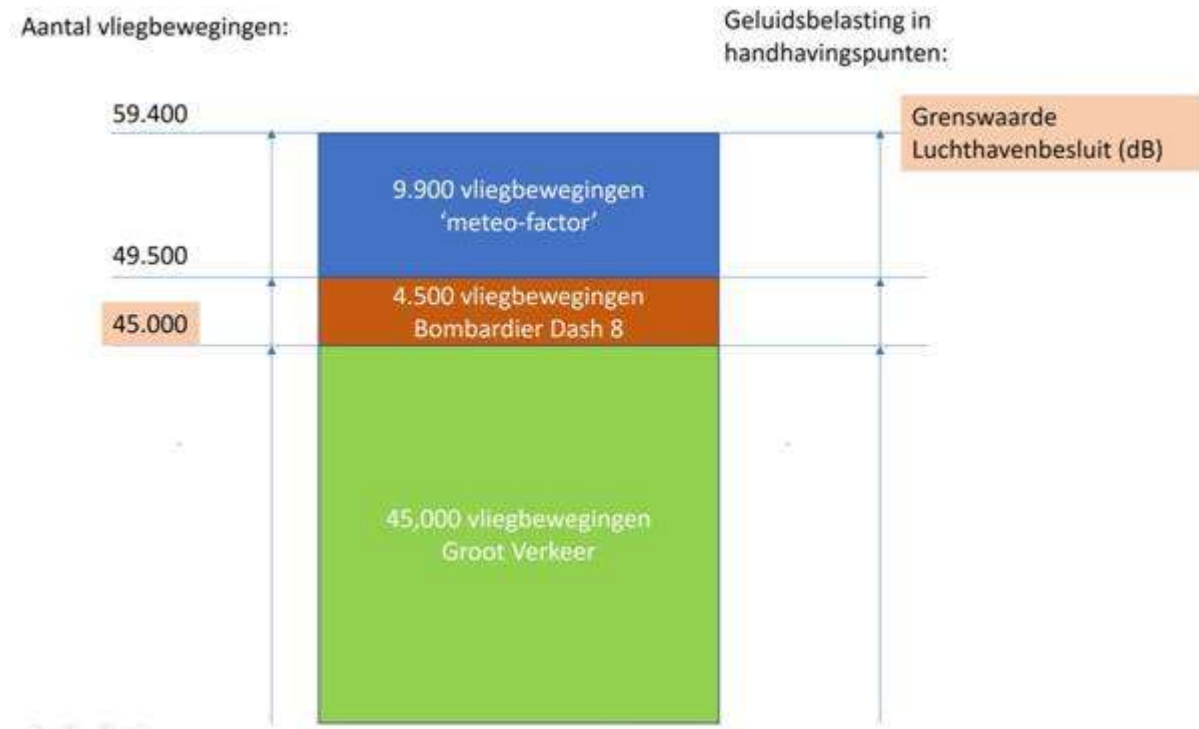 Aantal vliegbewegingen:
Geluidsbelasting in
handhavingspunten:
59.400
Grenswaarde
Luchthavenbesluit (dB)
9.900 vliegbewegingen
‘meteo-factor’
49.500
4.500 vliegbewegingen
Bombardier Dash 8
45.000
45,000 vliegbewegingen
Groot Verkeer